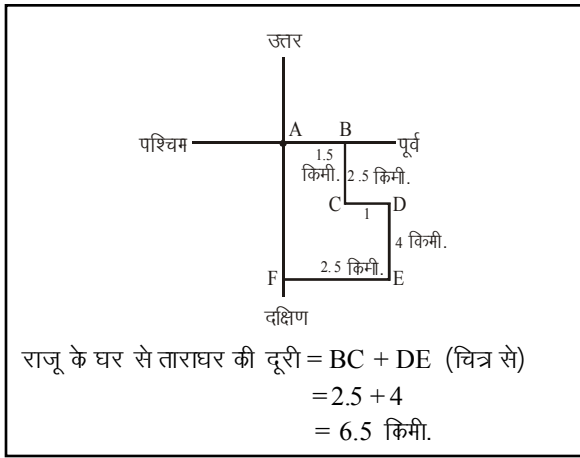 उत्तर
A B
पश्चिम पूर्व
1.5
किमी. 2.5 किमी.
C D
1
4 किमी.
2.5 किमी.
F E
दक्षिण
राजू के घर से ताराघर की दूरी = BC + DE (चित्र से)
= 2.5 + 4
= 6.5 किमी.